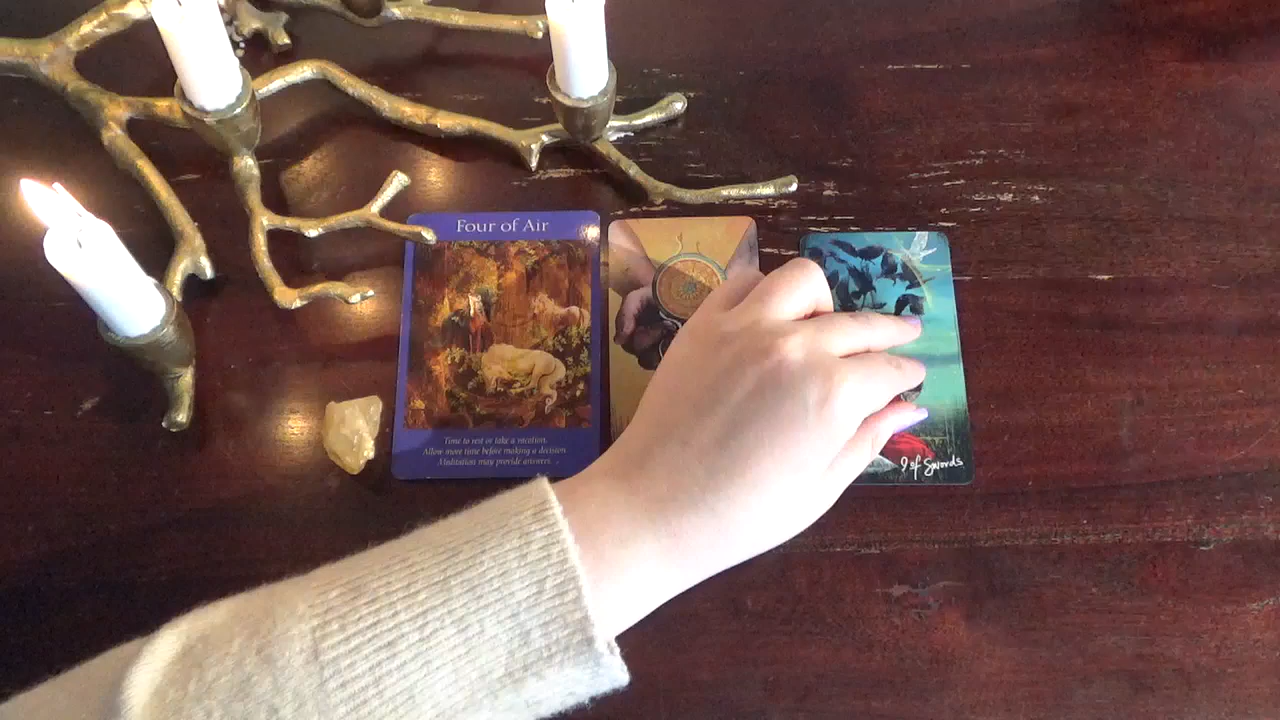 Four of Air
Time to rest or take a vacation.
Allow more time before making a decision
Meditation may provide answers.
9 of Swords